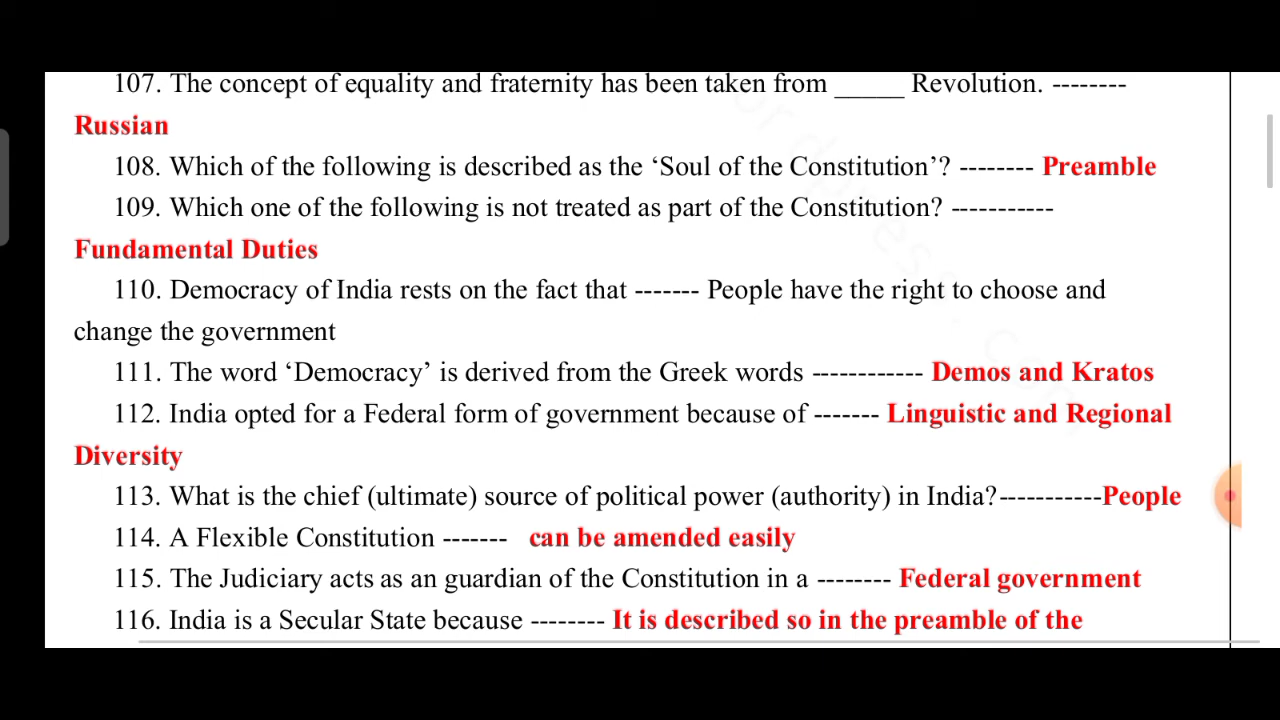 107. The concept of equality and fraternity has been taken from _____ Revolution. --------
Russian
108. Which of the following is described as the ‘Soul of the Constitution’? -------- Preamble
109. Which one of the following is not treated as part of the Constitution? -----------
Fundamental Duties
110. Democracy of India rests on the fact that ------- People have the right to choose and
change the government
111. The word ‘Democracy’ is derived from the Greek words ------------ Demos and Kratos
112. India opted for a Federal form of government because of ------- Linguistic and Regional
Diversity
113. What is the chief (ultimate) source of political power (authority) in India?-----------People
114. A Flexible Constitution ------- can be amended easily
115. The Judiciary acts as an guardian of the Constitution in a -------- Federal government
116. India is a Secular State because -------- It is described so in the preamble of the